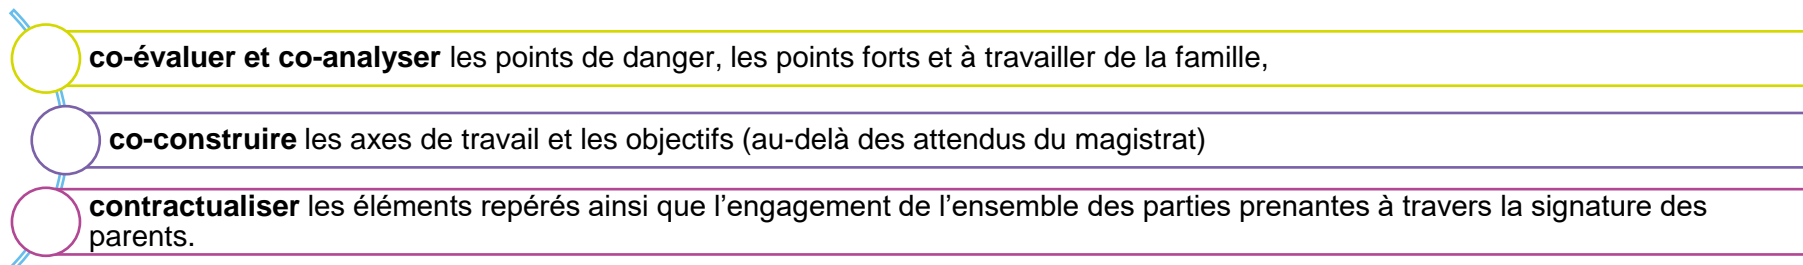 co-évaluer et co-analyser les points de danger, les points forts et à travailler de la famille,
co-construire les axes de travail et les objectifs (au-delà des attendus du magistrat)
contractualiser les éléments repérés ainsi que l’engagement de l’ensemble des parties prenantes à travers la signature des
parents.